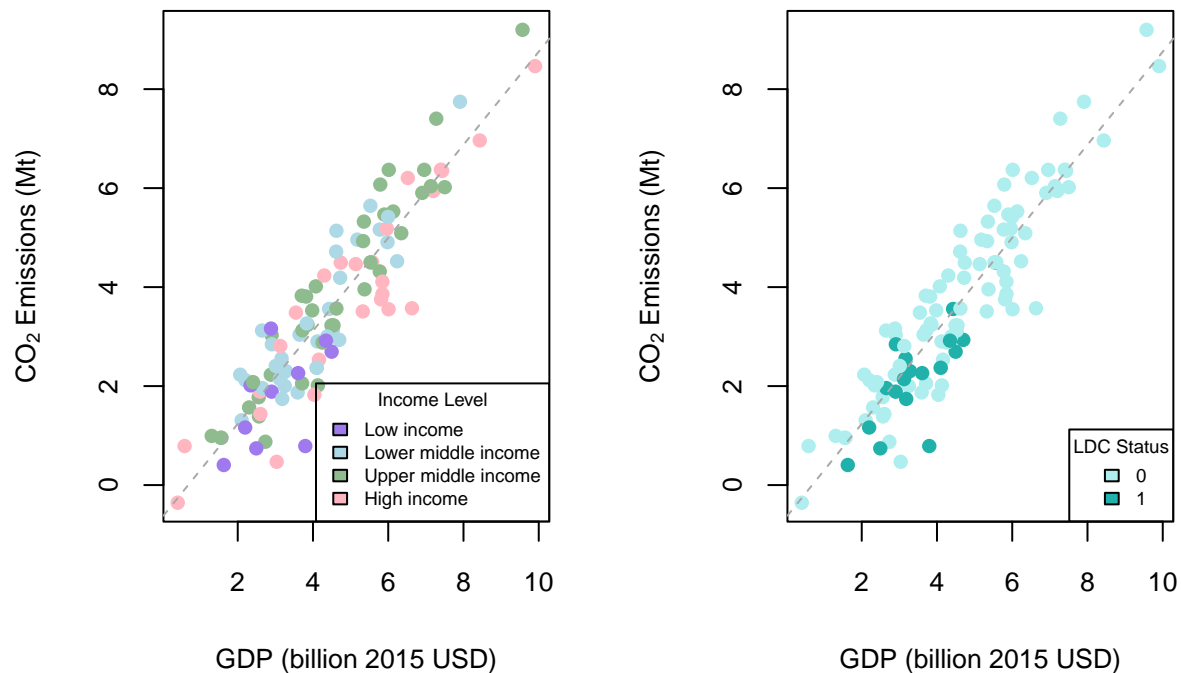 CO₂ Emissions (Mt)
8
6
4
2
0
Income Level
Low income
Lower middle income
Upper middle income
High income
2 4 6 8 10
GDP (billion 2015 USD)
CO₂ Emissions (Mt)
8
6
4
2
0
LDC Status
0
1
2 4 6 8 10
GDP (billion 2015 USD)